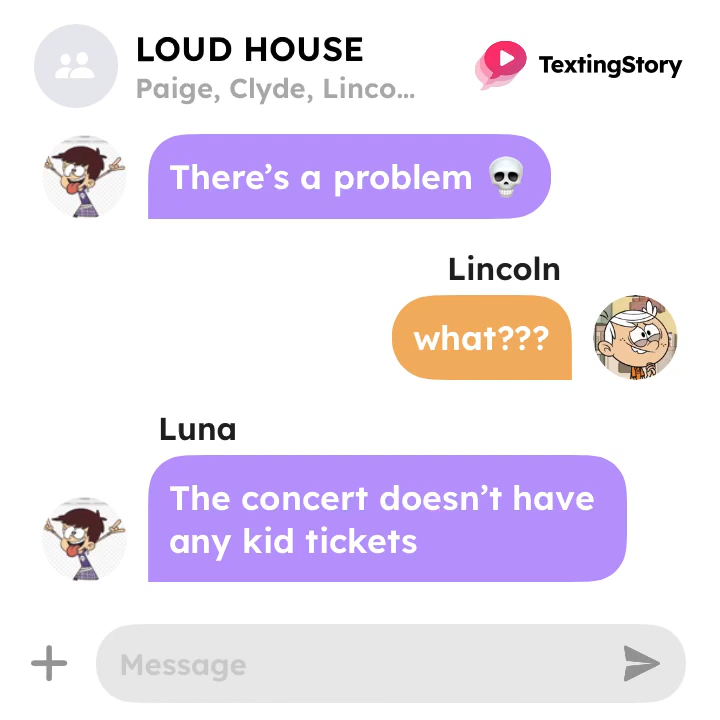 LOUD HOUSE
Paige, Clyde, Linco...
TextingStory
There’s a problem 💀
Lincoln
what???
Luna
The concert doesn’t have
any kid tickets
Message